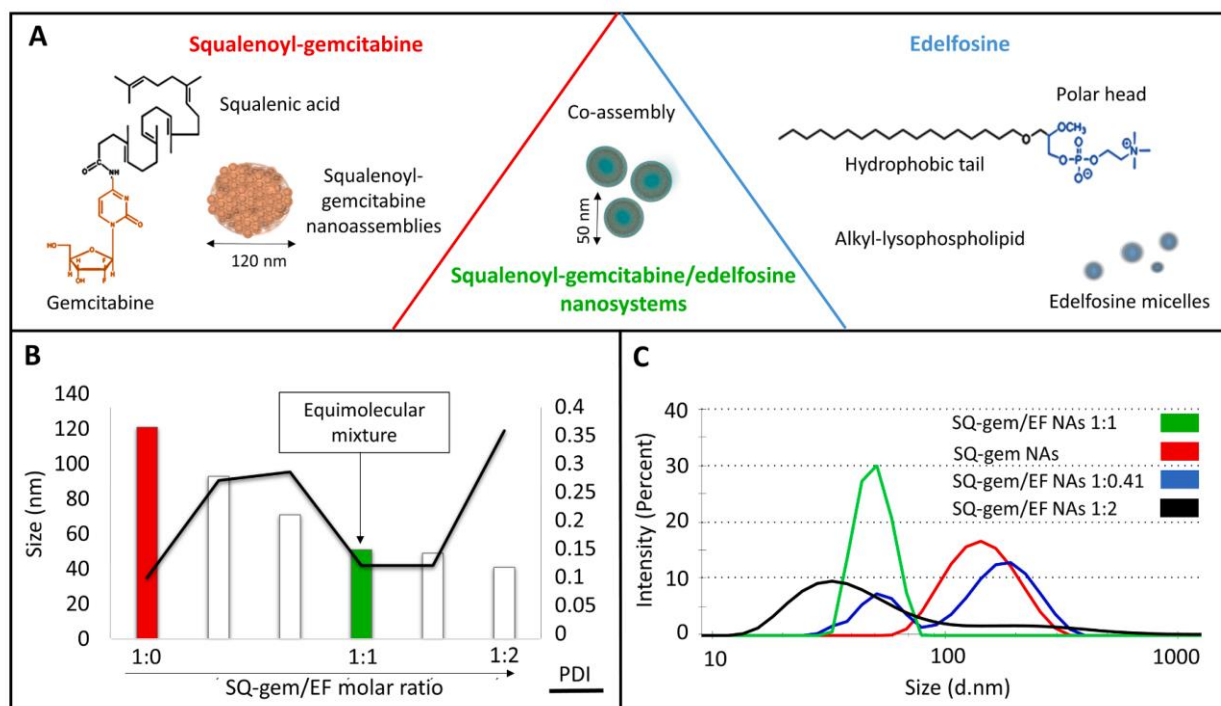 A
Squalenoyl-gemcitabine
Squalenic acid
O
C
NH
N
N
O
HO
O
H
H
H
F
OH
F
Gemcitabine
Squalenoyl-
gemcitabine
nanoassemblies
120 nm
Co-assembly
50 nm
Squalenoyl-gemcitabine/edelfosine
nanosystems
Edelfosine
Polar head
OCH₃
O
O
O
P
O
O
N
⊕
⊖
Hydrophobic tail
Alkyl-lysophospholipid
Edelfosine micelles
B
Size (nm)
140
120
100
80
60
40
20
0
Equimolecular
mixture
0.4
0.35
0.3
0.25
0.2
0.15
0.1
0.05
0
1:0
1:1
1:2
SQ-gem/EF molar ratio
PDI
C
Intensity (Percent)
40
30
20
10
0
SQ-gem/EF NAs 1:1
SQ-gem NAs
SQ-gem/EF NAs 1:0.41
SQ-gem/EF NAs 1:2
10
100
1000
Size (d.nm)